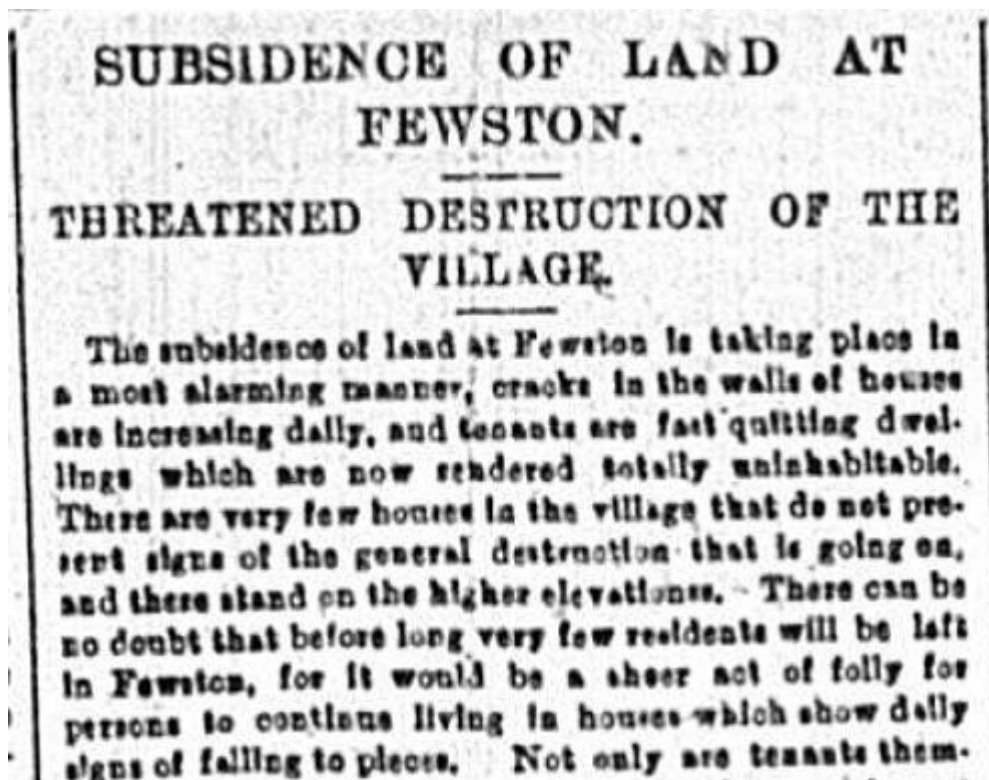 SUBSIDENCE OF LAND AT
FEWSTON.
THREATENED DESTRUCTION OF THE
VILLAGE.
The subsidence of land at Fewston is taking place in
a most alarming manner, cracks in the walls of houses
are increasing daily, and tenants are fast quitting dwel-
lings which are now rendered totally uninhabitable.
There are very few houses in the village that do not pre-
sent signs of the general destruction that is going on,
and these stand on the higher elevations. There can be
no doubt that before long very few residents will be left
in Fewston, for it would be a sheer act of folly for
persons to continue living in houses which show daily
signs of falling to pieces. Not only are tenants them-